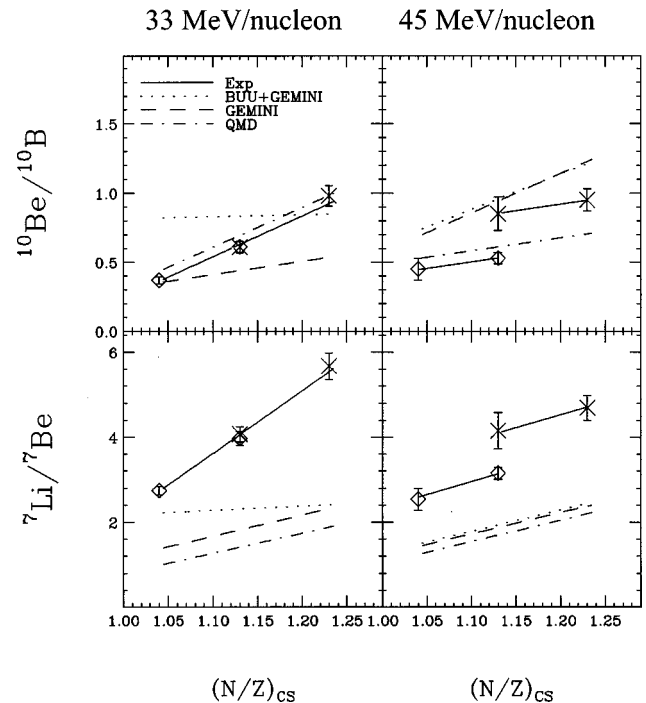 33 MeV/nucleon 45 MeV/nucleon
Exp
BUU+GEMINI
GEMINI
QMD
¹⁰Be/¹⁰B
1.5
1.0
0.5
0.0
⁷Li/⁷Be
6
4
2
1.00 1.05 1.10 1.15 1.20 1.25 1.00 1.05 1.10 1.15 1.20 1.25
(N/Z)CS (N/Z)CS